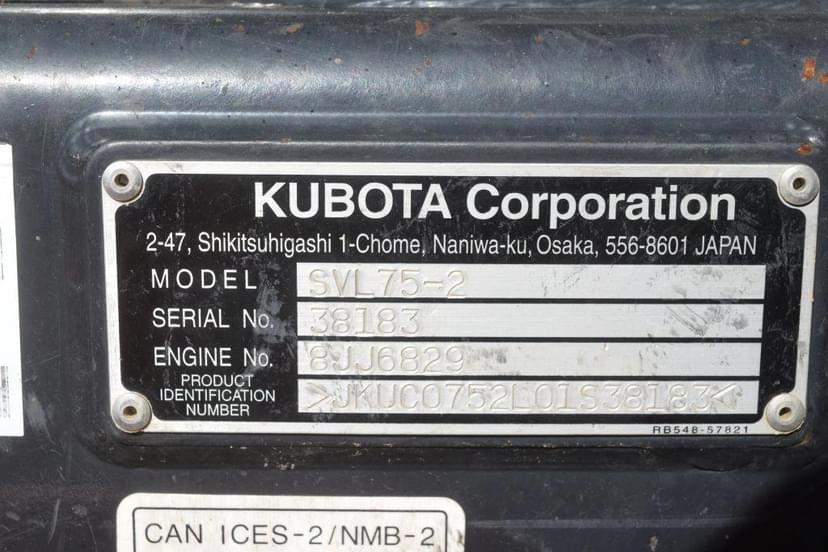 KUBOTA Corporation
2-47, Shikitsuhigashi 1-Chome, Naniwa-ku, Osaka, 556-8601 JAPAN
MODEL SVL75-2
SERIAL No. 38183
ENGINE No. 8JJ6829
PRODUCT IDENTIFICATION NUMBER >JKUC0752L01S38183<
RB548-57821
CAN ICES-2/NMB-2